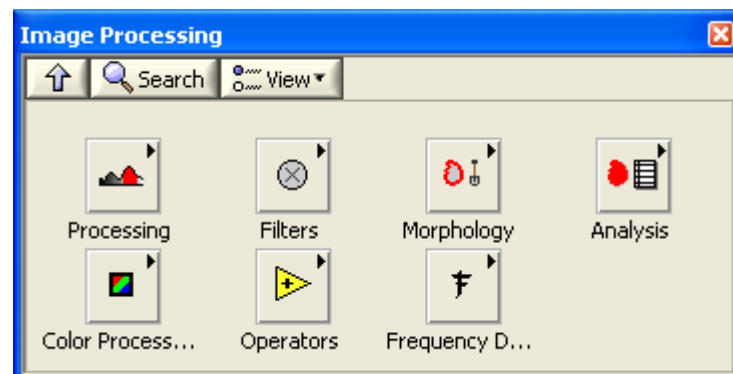 Image Processing
Search View
Processing Filters Morphology Analysis
Color Process... Operators Frequency D...